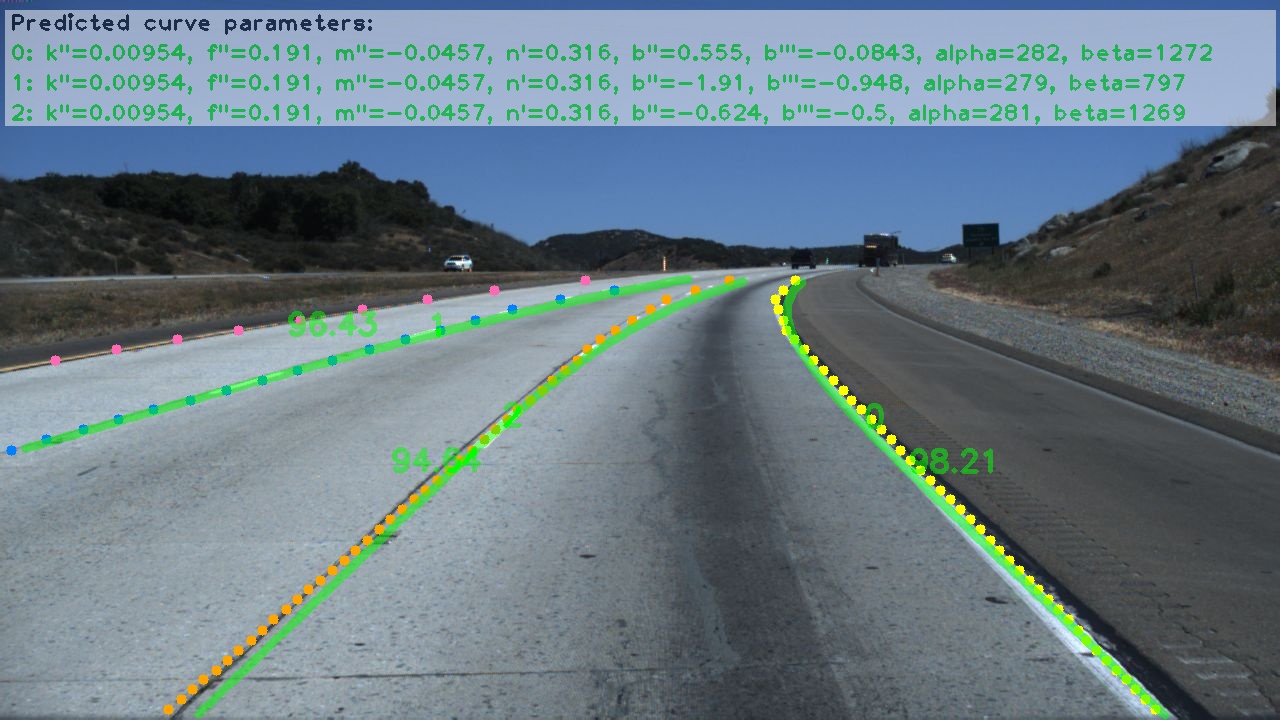 Predicted curve parameters:
0: k''=0.00954, f''=0.191, m''=-0.0457, n'=0.316, b''=0.555, b'''=-0.0843, alpha=282, beta=1272
1: k''=0.00954, f''=0.191, m''=-0.0457, n'=0.316, b''=-1.91, b'''=-0.948, alpha=279, beta=797
2: k''=0.00954, f''=0.191, m''=-0.0457, n'=0.316, b''=-0.624, b'''=-0.5, alpha=281, beta=1269
96.43 1
2 0
94.54 98.21